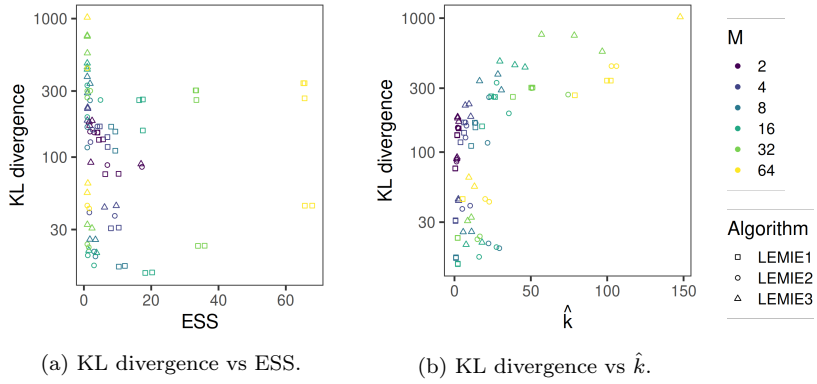 (a)
(b)
1000
300
100
30
KL divergence
0
20
40
60
ESS
1000
300
100
30
KL divergence
0
50
100
150
k̂
M
2
4
8
16
32
64
Algorithm
LEMIE1
LEMIE2
LEMIE3
(a) KL divergence vs ESS.
(b) KL divergence vs k̂.